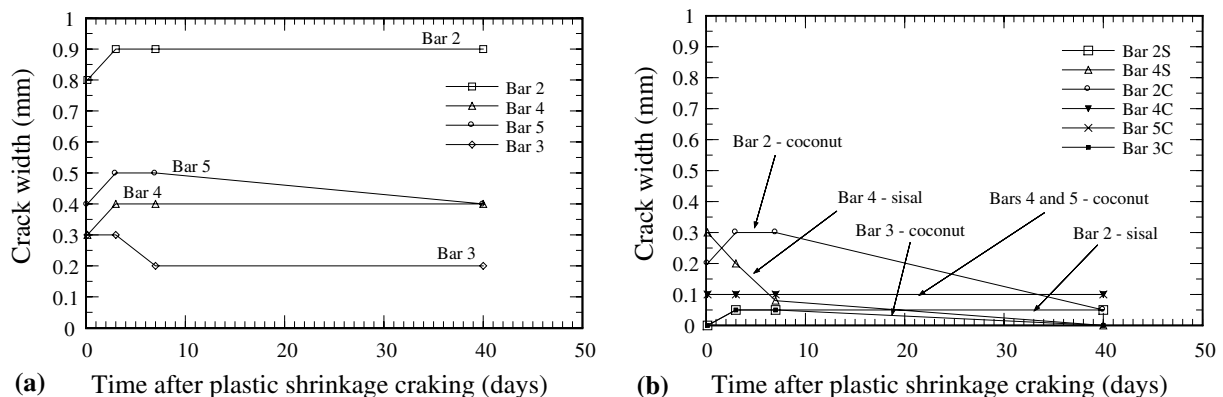 1
0.9
0.8
0.7
0.6
0.5
0.4
0.3
0.2
0.1
0
Crack width (mm)
Bar 2
Bar 2
Bar 4
Bar 5
Bar 3
Bar 5
Bar 4
Bar 3
0 10 20 30 40 50
(a) Time after plastic shrinkage craking (days)
1
0.9
0.8
0.7
0.6
0.5
0.4
0.3
0.2
0.1
0
Crack width (mm)
Bar 2S
Bar 4S
Bar 2C
Bar 4C
Bar 5C
Bar 3C
Bar 2 - coconut
Bar 4 - sisal
Bars 4 and 5 - coconut
Bar 3 - coconut
Bar 2 - sisal
0 10 20 30 40 50
(b) Time after plastic shrinkage craking (days)